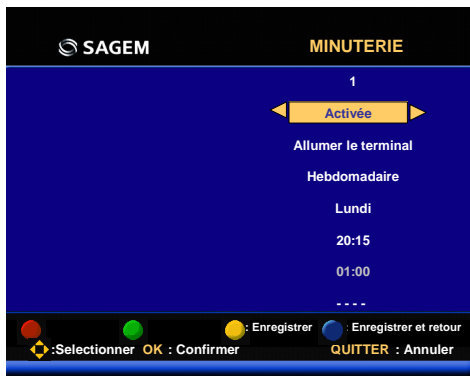 SAGEM MINUTERIE
1
Activée
Allumer le terminal
Hebdomadaire
Lundi
20:15
01:00
- - - -
: Enregistrer : Enregistrer et retour
:Selectionner OK : Confirmer QUITTER : Annuler